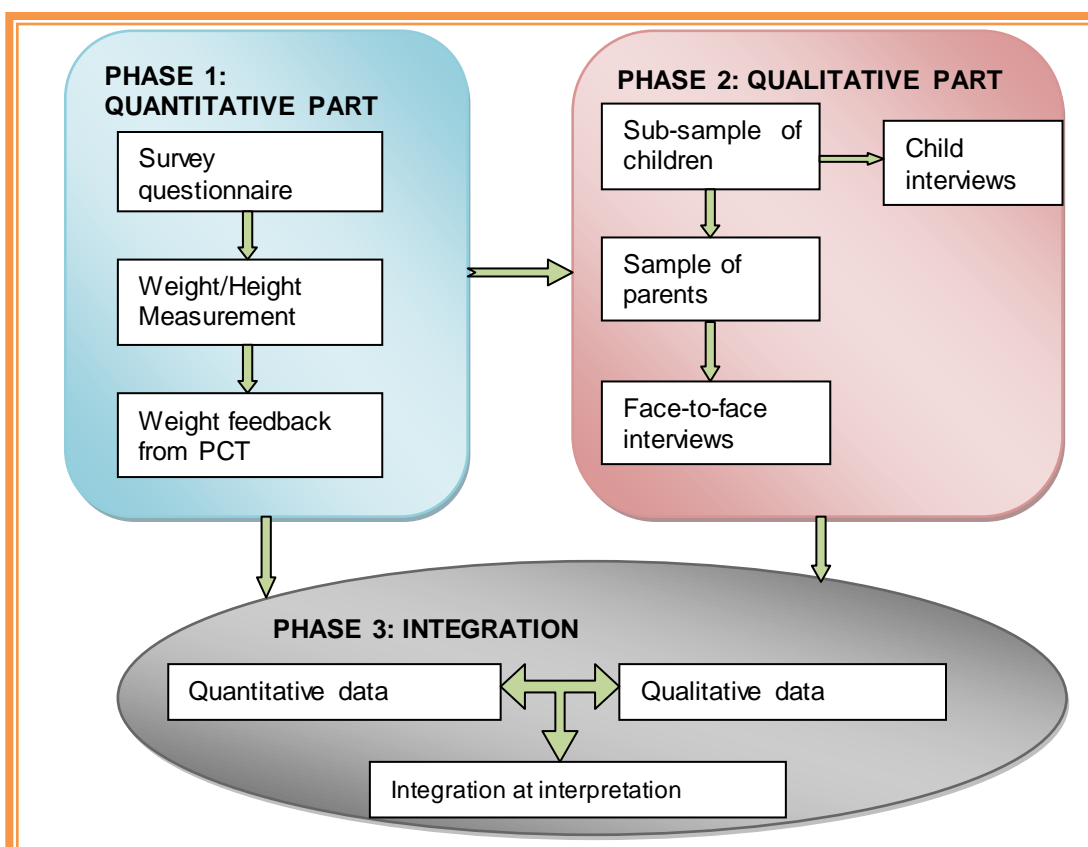 PHASE 1:
QUANTITATIVE PART
Survey
questionnaire
Weight/Height
Measurement
Weight feedback
from PCT
PHASE 2: QUALITATIVE PART
Sub-sample of
children
Child
interviews
Sample of
parents
Face-to-face
interviews
PHASE 3: INTEGRATION
Quantitative data
Qualitative data
Integration at interpretation